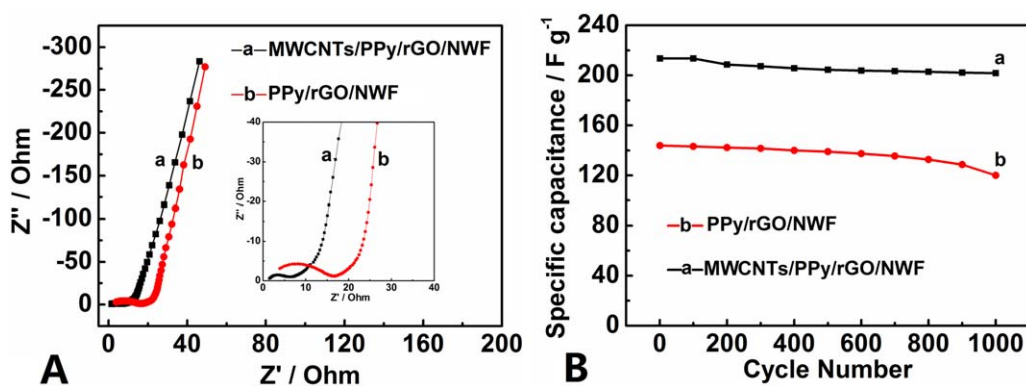 -300
-250
-200
-150
-100
-50
0
Z'' / Ohm
0 40 80 120 160 200
Z' / Ohm
A
a MWCNTs/PPy/rGO/NWF
b PPy/rGO/NWF
a
b
-40
-30
-20
-10
0
Z'' / Ohm
0 10 20 30 40
Z' / Ohm
a
b
240
200
160
120
80
40
0
Specific capacitance / F g⁻¹
0 200 400 600 800 1000
Cycle Number
B
a
b
b PPy/rGO/NWF
a MWCNTs/PPy/rGO/NWF